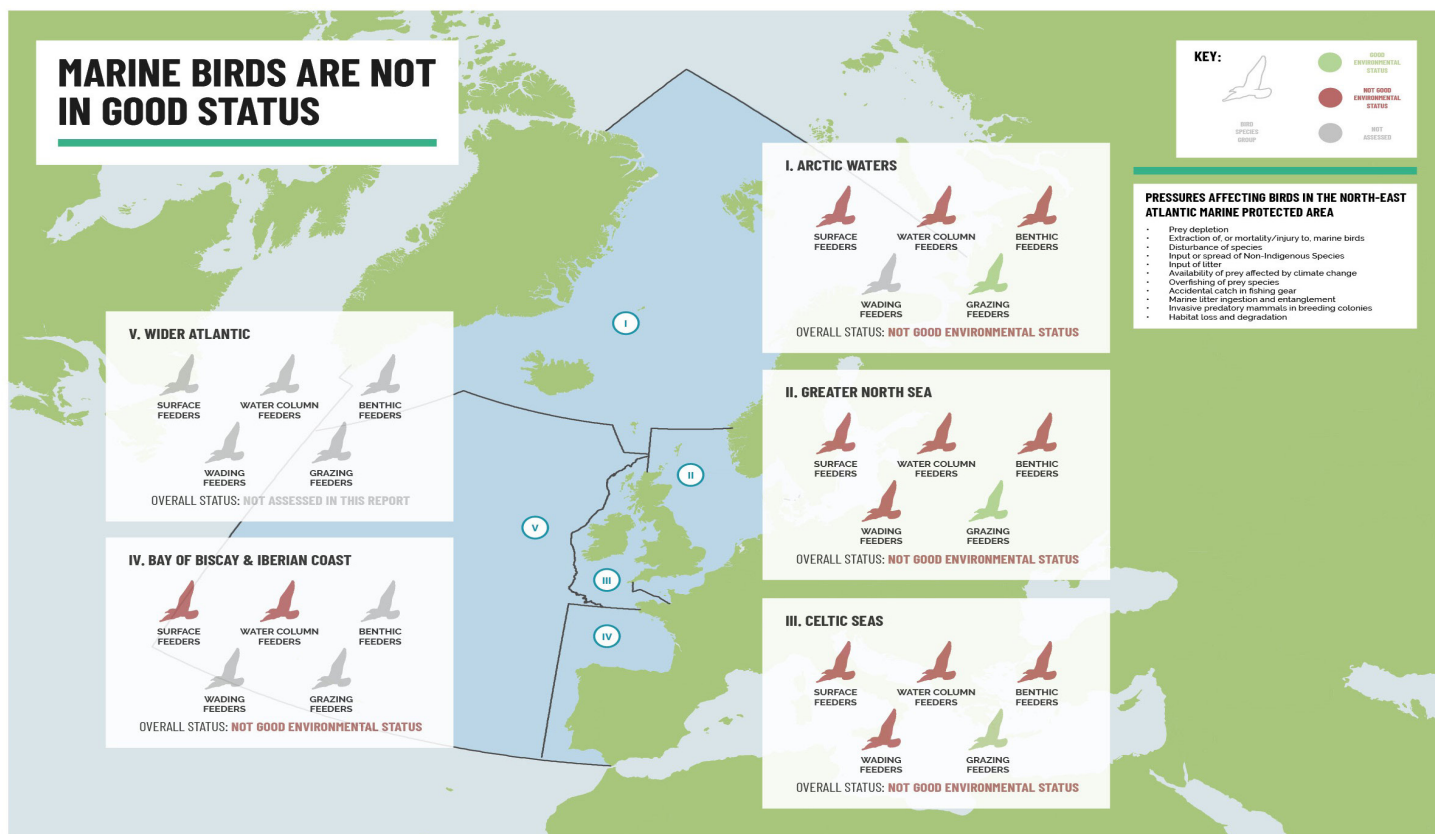 MARINE BIRDS ARE NOT
IN GOOD STATUS
KEY:
BIRD
SPECIES
GROUP
GOOD
ENVIRONMENTAL
STATUS
NOT GOOD
ENVIRONMENTAL
STATUS
NOT
ASSESSED
PRESSURES AFFECTING BIRDS IN THE NORTH-EAST
ATLANTIC MARINE PROTECTED AREA
• Prey depletion
• Extraction of, or mortality/injury to, marine birds
• Disturbance of species
• Input or spread of Non-Indigenous Species
• Input of litter
• Availability of prey affected by climate change
• Overfishing of prey species
• Accidental catch in fishing gear
• Marine litter ingestion and entanglement
• Invasive predatory mammals in breeding colonies
• Habitat loss and degradation
I. ARCTIC WATERS
SURFACE
FEEDERS
WATER COLUMN
FEEDERS
BENTHIC
FEEDERS
WADING
FEEDERS
GRAZING
FEEDERS
OVERALL STATUS: NOT GOOD ENVIRONMENTAL STATUS
II. GREATER NORTH SEA
SURFACE
FEEDERS
WATER COLUMN
FEEDERS
BENTHIC
FEEDERS
WADING
FEEDERS
GRAZING
FEEDERS
OVERALL STATUS: NOT GOOD ENVIRONMENTAL STATUS
III. CELTIC SEAS
SURFACE
FEEDERS
WATER COLUMN
FEEDERS
BENTHIC
FEEDERS
WADING
FEEDERS
GRAZING
FEEDERS
OVERALL STATUS: NOT GOOD ENVIRONMENTAL STATUS
V. WIDER ATLANTIC
SURFACE
FEEDERS
WATER COLUMN
FEEDERS
BENTHIC
FEEDERS
WADING
FEEDERS
GRAZING
FEEDERS
OVERALL STATUS: NOT ASSESSED IN THIS REPORT
IV. BAY OF BISCAY & IBERIAN COAST
SURFACE
FEEDERS
WATER COLUMN
FEEDERS
BENTHIC
FEEDERS
WADING
FEEDERS
GRAZING
FEEDERS
OVERALL STATUS: NOT GOOD ENVIRONMENTAL STATUS
I
II
V
III
IV